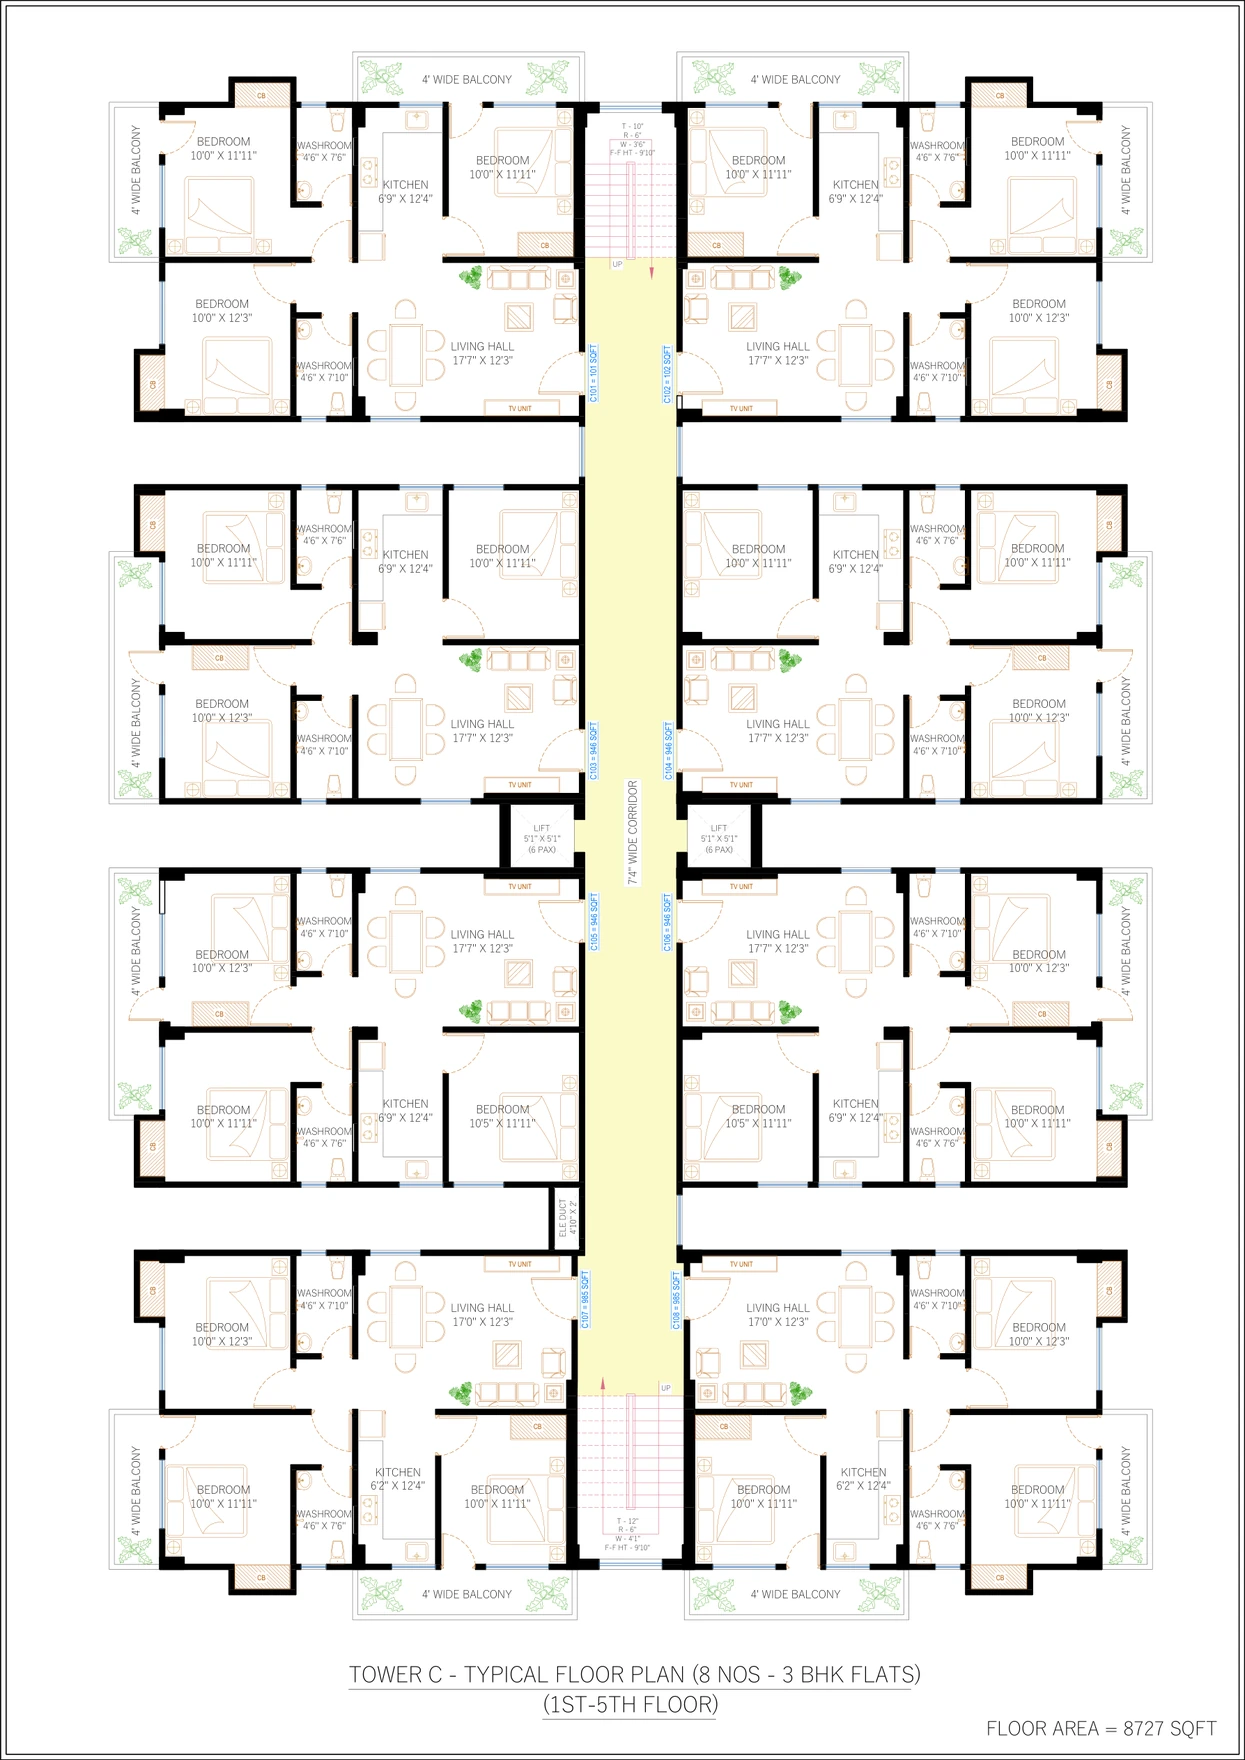 4' WIDE BALCONY
4' WIDE BALCONY
CB
CB
4' WIDE BALCONY
BEDROOM
10'0" X 11'11"
WASHROOM
4'6" X 7'6"
KITCHEN
6'9" X 12'4"
BEDROOM
10'0" X 11'11"
CB
T - 10"
R - 6"
W - 3'6"
F-F HT - 9'10"
UP
BEDROOM
10'0" X 11'11"
CB
KITCHEN
6'9" X 12'4"
WASHROOM
4'6" X 7'6"
BEDROOM
10'0" X 11'11"
4' WIDE BALCONY
BEDROOM
10'0" X 12'3"
CB
WASHROOM
4'6" X 7'10"
LIVING HALL
17'7" X 12'3"
TV UNIT
C101 = 101 SQFT
C102 = 102 SQFT
LIVING HALL
17'7" X 12'3"
TV UNIT
WASHROOM
4'6" X 7'10"
BEDROOM
10'0" X 12'3"
CB
CB
BEDROOM
10'0" X 11'11"
WASHROOM
4'6" X 7'6"
KITCHEN
6'9" X 12'4"
BEDROOM
10'0" X 11'11"
BEDROOM
10'0" X 11'11"
KITCHEN
6'9" X 12'4"
WASHROOM
4'6" X 7'6"
BEDROOM
10'0" X 11'11"
CB
4' WIDE BALCONY
CB
BEDROOM
10'0" X 12'3"
WASHROOM
4'6" X 7'10"
LIVING HALL
17'7" X 12'3"
TV UNIT
C103 = 946 SQFT
C104 = 946 SQFT
LIVING HALL
17'7" X 12'3"
TV UNIT
WASHROOM
4'6" X 7'10"
CB
BEDROOM
10'0" X 12'3"
4' WIDE BALCONY
LIFT
5'1" X 5'1"
(6 PAX)
7'4" WIDE CORRIDOR
LIFT
5'1" X 5'1"
(6 PAX)
4' WIDE BALCONY
BEDROOM
10'0" X 12'3"
CB
WASHROOM
4'6" X 7'10"
TV UNIT
LIVING HALL
17'7" X 12'3"
C105 = 946 SQFT
C106 = 946 SQFT
TV UNIT
LIVING HALL
17'7" X 12'3"
WASHROOM
4'6" X 7'10"
BEDROOM
10'0" X 12'3"
CB
4' WIDE BALCONY
BEDROOM
10'0" X 11'11"
CB
WASHROOM
4'6" X 7'6"
KITCHEN
6'9" X 12'4"
BEDROOM
10'5" X 11'11"
BEDROOM
10'5" X 11'11"
KITCHEN
6'9" X 12'4"
WASHROOM
4'6" X 7'6"
BEDROOM
10'0" X 11'11"
CB
ELE DUCT
4'10" X 2'
CB
BEDROOM
10'0" X 12'3"
WASHROOM
4'6" X 7'10"
TV UNIT
LIVING HALL
17'0" X 12'3"
C107 = 985 SQFT
C108 = 985 SQFT
TV UNIT
LIVING HALL
17'0" X 12'3"
WASHROOM
4'6" X 7'10"
BEDROOM
10'0" X 12'3"
CB
4' WIDE BALCONY
BEDROOM
10'0" X 11'11"
WASHROOM
4'6" X 7'6"
KITCHEN
6'2" X 12'4"
CB
BEDROOM
10'0" X 11'11"
UP
T - 12"
R - 6"
W - 4'1"
F-F HT - 9'10"
CB
BEDROOM
10'0" X 11'11"
KITCHEN
6'2" X 12'4"
WASHROOM
4'6" X 7'6"
BEDROOM
10'0" X 11'11"
4' WIDE BALCONY
CB
CB
4' WIDE BALCONY
4' WIDE BALCONY
TOWER C - TYPICAL FLOOR PLAN (8 NOS - 3 BHK FLATS)
(1ST-5TH FLOOR)
FLOOR AREA = 8727 SQFT